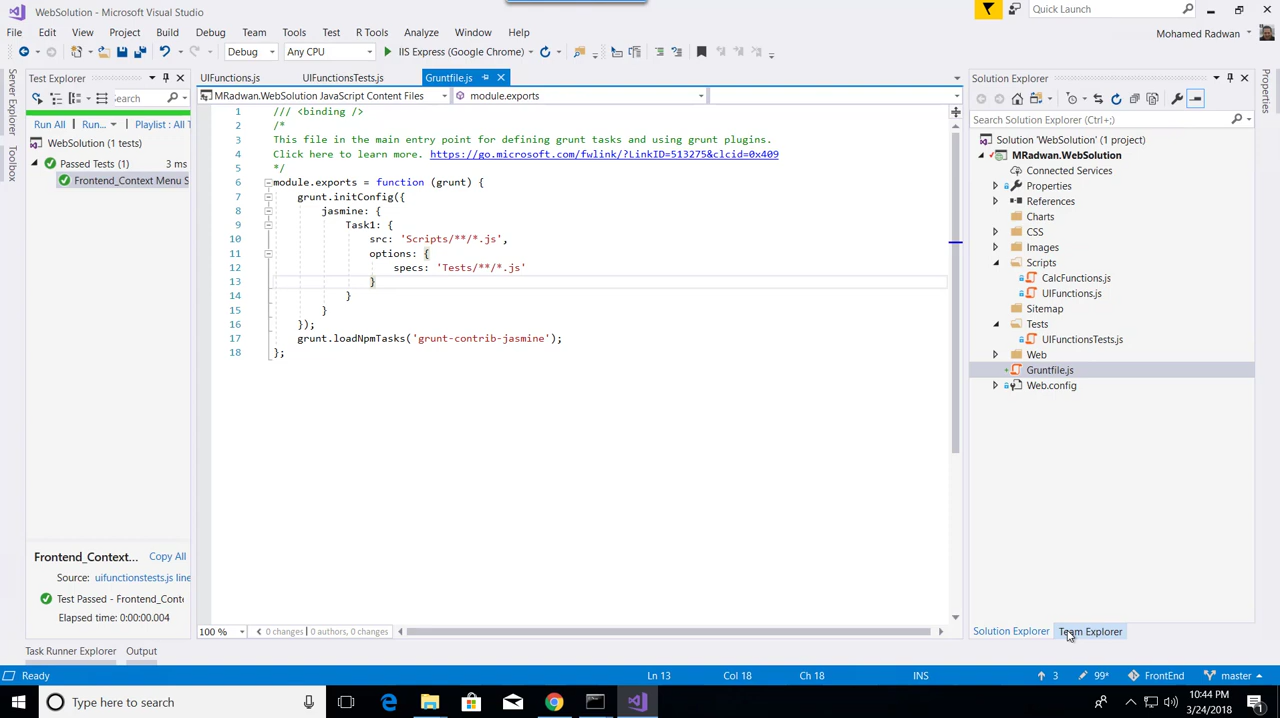 WebSolution - Microsoft Visual Studio
Quick Launch (Ctrl+Q)
File Edit View Project Build Debug Team Tools Test R Tools Analyze Window Help
Mohamed Radwan
Debug Any CPU IIS Express (Google Chrome)
Server Explorer
Toolbox
Test Explorer
earch
Run All Run... Playlist : All T
WebSolution (1 tests)
Passed Tests (1) 3 ms
Frontend_Context Menu S
Frontend_Context... Copy All
Source: uifunctionstests.js line
Test Passed - Frontend_Conte
Elapsed time: 0:00:00.004
Task Runner Explorer Output
UIFunctions.js UIFunctionsTests.js Gruntfile.js
MRadwan.WebSolution JavaScript Content Files module.exports
1 /// <binding />
2 /*
3 This file in the main entry point for defining grunt tasks and using grunt plugins.
4 Click here to learn more. https://go.microsoft.com/fwlink/?LinkID=513275&clcid=0x409
5 */
6 module.exports = function (grunt) {
7 grunt.initConfig({
8 jasmine: {
9 Task1: {
10 src: 'Scripts/**/*.js',
11 options: {
12 specs: 'Tests/**/*.js'
13 }
14 }
15 }
16 });
17 grunt.loadNpmTasks('grunt-contrib-jasmine');
18 };
100 % 0 changes | 0 authors, 0 changes
Solution Explorer
Search Solution Explorer (Ctrl+;)
Solution 'WebSolution' (1 project)
MRadwan.WebSolution
Connected Services
Properties
References
Charts
CSS
Images
Scripts
CalcFunctions.js
UIFunctions.js
Sitemap
Tests
UIFunctionsTests.js
Web
Gruntfile.js
Web.config
Solution Explorer Team Explorer
Properties
Ready Ln 13 Col 18 Ch 18 INS 3 99* FrontEnd master
Type here to search
10:44 PM
3/24/2018
1